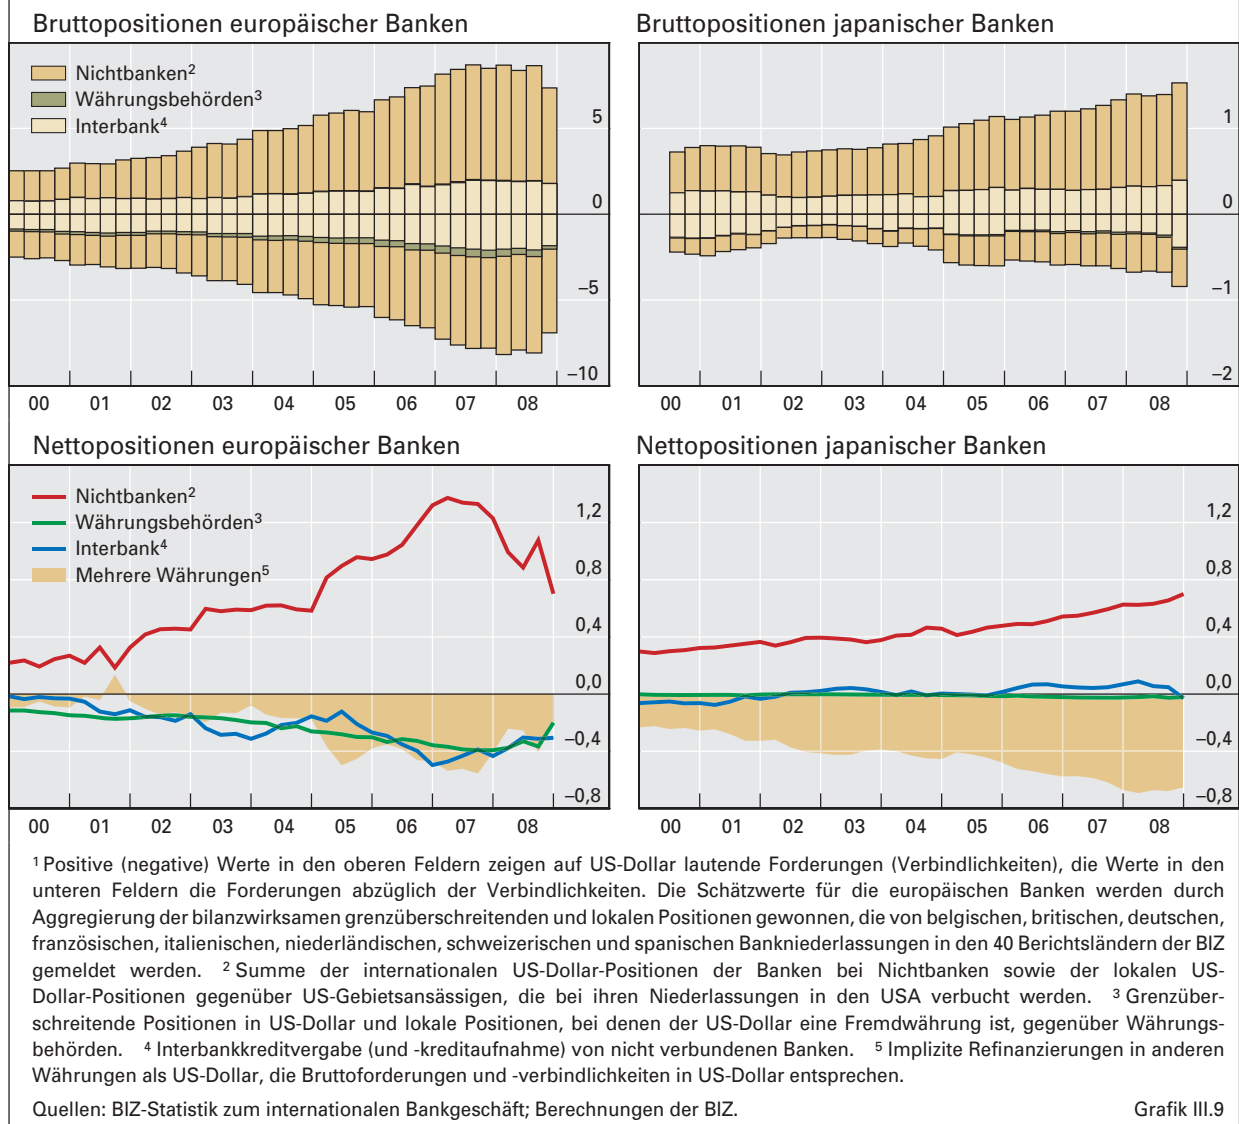 Bruttopositionen europäischer Banken
Nichtbanken²
Währungsbehörden³
Interbank⁴
5
0
–5
–10
00 01 02 03 04 05 06 07 08
Bruttopositionen japanischer Banken
1
0
–1
–2
00 01 02 03 04 05 06 07 08
Nettopositionen europäischer Banken
Nichtbanken²
Währungsbehörden³
Interbank⁴
Mehrere Währungen⁵
1,2
0,8
0,4
0,0
–0,4
–0,8
00 01 02 03 04 05 06 07 08
Nettopositionen japanischer Banken
1,2
0,8
0,4
0,0
–0,4
–0,8
00 01 02 03 04 05 06 07 08
¹ Positive (negative) Werte in den oberen Feldern zeigen auf US-Dollar lautende Forderungen (Verbindlichkeiten), die Werte in den
unteren Feldern die Forderungen abzüglich der Verbindlichkeiten. Die Schätzwerte für die europäischen Banken werden durch
Aggregierung der bilanzwirksamen grenzüberschreitenden und lokalen Positionen gewonnen, die von belgischen, britischen, deutschen,
französischen, italienischen, niederländischen, schweizerischen und spanischen Bankniederlassungen in den 40 Berichtsländern der BIZ
gemeldet werden. ² Summe der internationalen US-Dollar-Positionen der Banken bei Nichtbanken sowie der lokalen US-
Dollar-Positionen gegenüber US-Gebietsansässigen, die bei ihren Niederlassungen in den USA verbucht werden. ³ Grenzüber-
schreitende Positionen in US-Dollar und lokale Positionen, bei denen der US-Dollar eine Fremdwährung ist, gegenüber Währungs-
behörden. ⁴ Interbankkreditvergabe (und -kreditaufnahme) von nicht verbundenen Banken. ⁵ Implizite Refinanzierungen in anderen
Währungen als US-Dollar, die Bruttoforderungen und -verbindlichkeiten in US-Dollar entsprechen.
Quellen: BIZ-Statistik zum internationalen Bankgeschäft; Berechnungen der BIZ. Grafik III.9